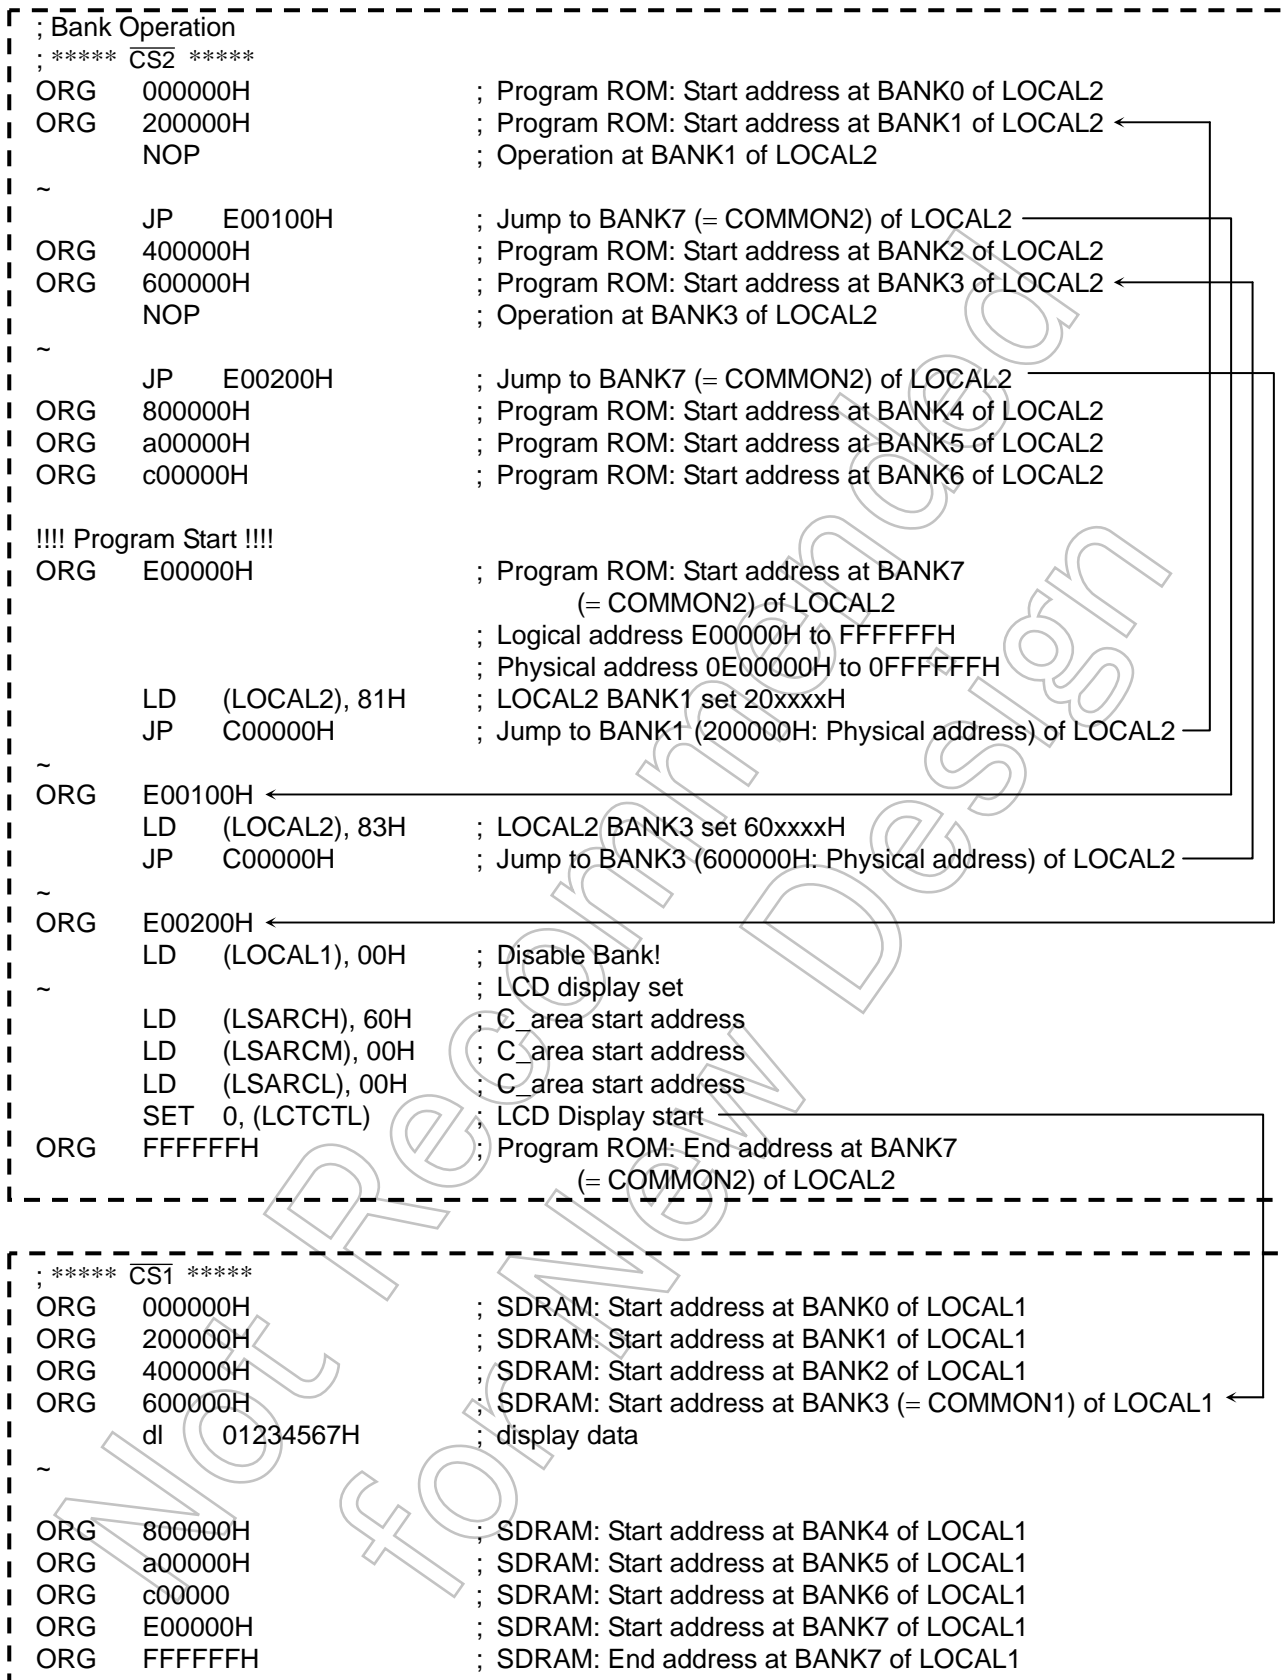 ; Bank Operation
; ***** CS2 *****
ORG 000000H ; Program ROM: Start address at BANK0 of LOCAL2
ORG 200000H ; Program ROM: Start address at BANK1 of LOCAL2
NOP ; Operation at BANK1 of LOCAL2
~
JP E00100H ; Jump to BANK7 (= COMMON2) of LOCAL2
ORG 400000H ; Program ROM: Start address at BANK2 of LOCAL2
ORG 600000H ; Program ROM: Start address at BANK3 of LOCAL2
NOP ; Operation at BANK3 of LOCAL2
~
JP E00200H ; Jump to BANK7 (= COMMON2) of LOCAL2
ORG 800000H ; Program ROM: Start address at BANK4 of LOCAL2
ORG a00000H ; Program ROM: Start address at BANK5 of LOCAL2
ORG c00000H ; Program ROM: Start address at BANK6 of LOCAL2
!!!! Program Start !!!!
ORG E00000H ; Program ROM: Start address at BANK7
(= COMMON2) of LOCAL2
; Logical address E00000H to FFFFFFH
; Physical address 0E00000H to 0FFFFFFH
LD (LOCAL2), 81H ; LOCAL2 BANK1 set 20xxxxH
JP C00000H ; Jump to BANK1 (200000H: Physical address) of LOCAL2
~
ORG E00100H
LD (LOCAL2), 83H ; LOCAL2 BANK3 set 60xxxxH
JP C00000H ; Jump to BANK3 (600000H: Physical address) of LOCAL2
~
ORG E00200H
LD (LOCAL1), 00H ; Disable Bank!
~ ; LCD display set
LD (LSARCH), 60H ; C_area start address
LD (LSARCM), 00H ; C_area start address
LD (LSARCL), 00H ; C_area start address
SET 0, (LCTCTL) ; LCD Display start
ORG FFFFFFH ; Program ROM: End address at BANK7
(= COMMON2) of LOCAL2
; ***** CS1 *****
ORG 000000H ; SDRAM: Start address at BANK0 of LOCAL1
ORG 200000H ; SDRAM: Start address at BANK1 of LOCAL1
ORG 400000H ; SDRAM: Start address at BANK2 of LOCAL1
ORG 600000H ; SDRAM: Start address at BANK3 (= COMMON1) of LOCAL1
dl 01234567H ; display data
~
ORG 800000H ; SDRAM: Start address at BANK4 of LOCAL1
ORG a00000H ; SDRAM: Start address at BANK5 of LOCAL1
ORG c00000 ; SDRAM: Start address at BANK6 of LOCAL1
ORG E00000H ; SDRAM: Start address at BANK7 of LOCAL1
ORG FFFFFFH ; SDRAM: End address at BANK7 of LOCAL1
Not Recommended
for New Design